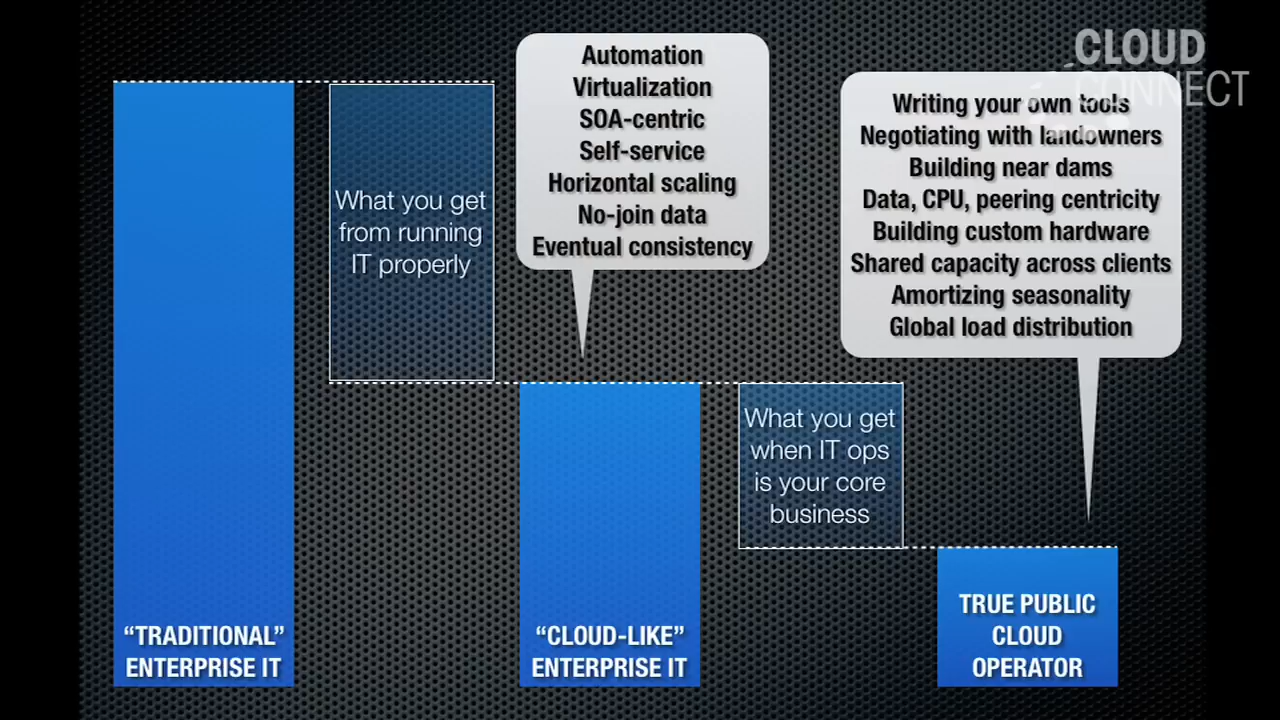 CLOUD
CONNECT
Automation
Virtualization
SOA-centric
Self-service
Horizontal scaling
No-join data
Eventual consistency
Writing your own tools
Negotiating with landowners
Building near dams
Data, CPU, peering centricity
Building custom hardware
Shared capacity across clients
Amortizing seasonality
Global load distribution
What you get
from running
IT properly
What you get
when IT ops
is your core
business
“TRADITIONAL”
ENTERPRISE IT
“CLOUD-LIKE”
ENTERPRISE IT
TRUE PUBLIC
CLOUD
OPERATOR